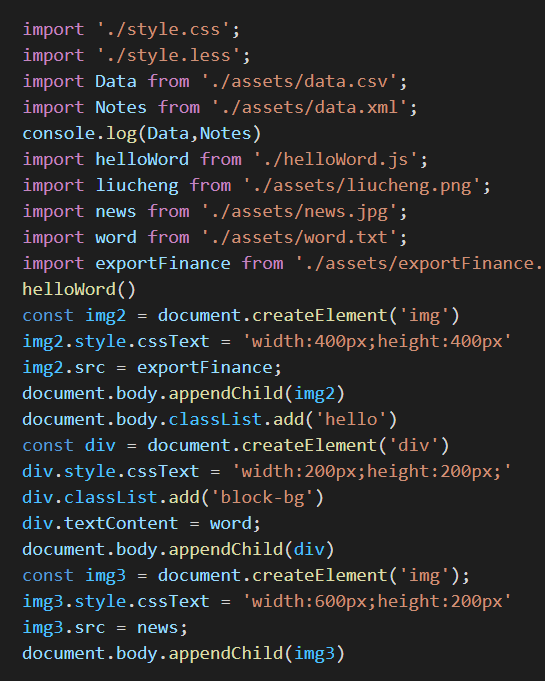 import './style.css';
import './style.less';
import Data from './assets/data.csv';
import Notes from './assets/data.xml';
console.log(Data,Notes)
import helloWord from './helloWord.js';
import liucheng from './assets/liucheng.png';
import news from './assets/news.jpg';
import word from './assets/word.txt';
import exportFinance from './assets/exportFinance.
helloWord()
const img2 = document.createElement('img')
img2.style.cssText = 'width:400px;height:400px'
img2.src = exportFinance;
document.body.appendChild(img2)
document.body.classList.add('hello')
const div = document.createElement('div')
div.style.cssText = 'width:200px;height:200px;'
div.classList.add('block-bg')
div.textContent = word;
document.body.appendChild(div)
const img3 = document.createElement('img');
img3.style.cssText = 'width:600px;height:200px'
img3.src = news;
document.body.appendChild(img3)